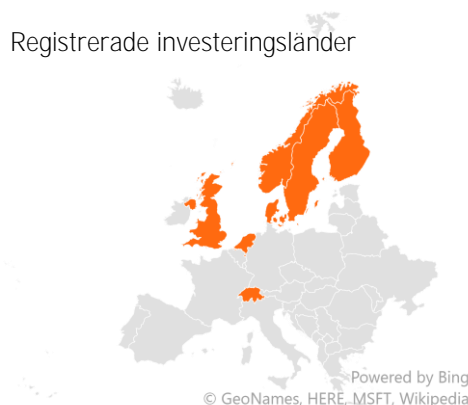 Registrerade investeringsländer
Powered by Bing
© GeoNames, HERE, MSFT, Wikipedia